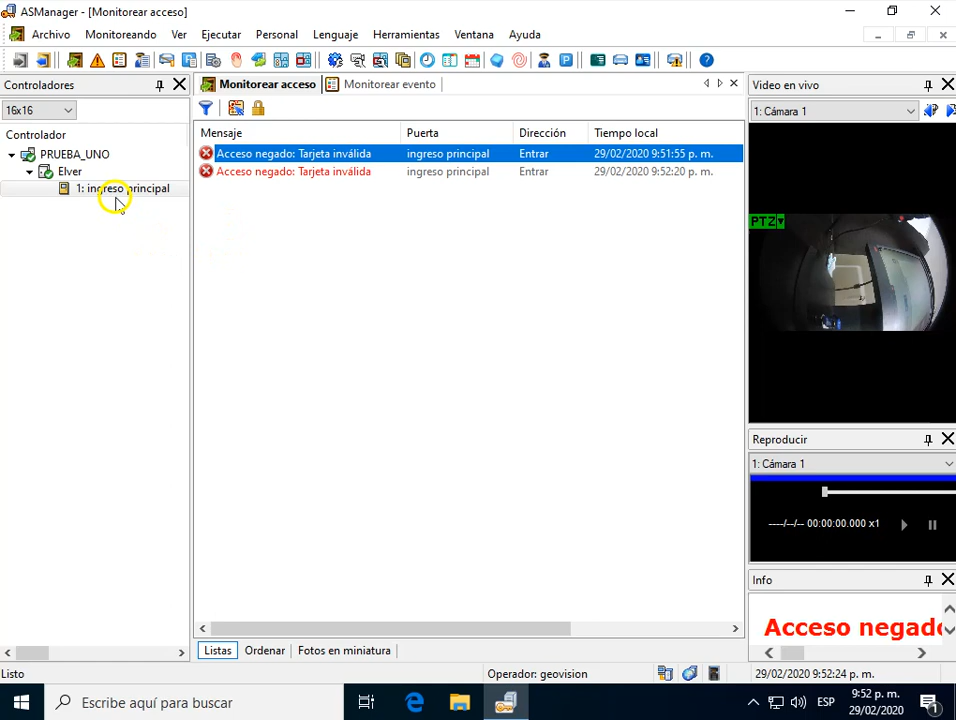 ASManager - [Monitorear acceso]
Archivo Monitoreando Ver Ejecutar Personal Lenguaje Herramientas Ventana Ayuda
Controladores
16x16
Controlador
PRUEBA_UNO
Elver
1: ingreso principal
Monitorear acceso Monitorear evento
Mensaje Puerta Dirección Tiempo local
Acceso negado: Tarjeta inválida ingreso principal Entrar 29/02/2020 9:51:55 p. m.
Acceso negado: Tarjeta inválida ingreso principal Entrar 29/02/2020 9:52:20 p. m.
Listas Ordenar Fotos en miniatura
Video en vivo
1: Cámara 1
PTZ
Reproducir
1: Cámara 1
----/--/-- 00:00:00.000 x1
Info
Acceso negado
Listo
Operador: geovision
29/02/2020 9:52:24 p. m.
Escribe aquí para buscar
ESP
9:52 p. m.
29/02/2020
1